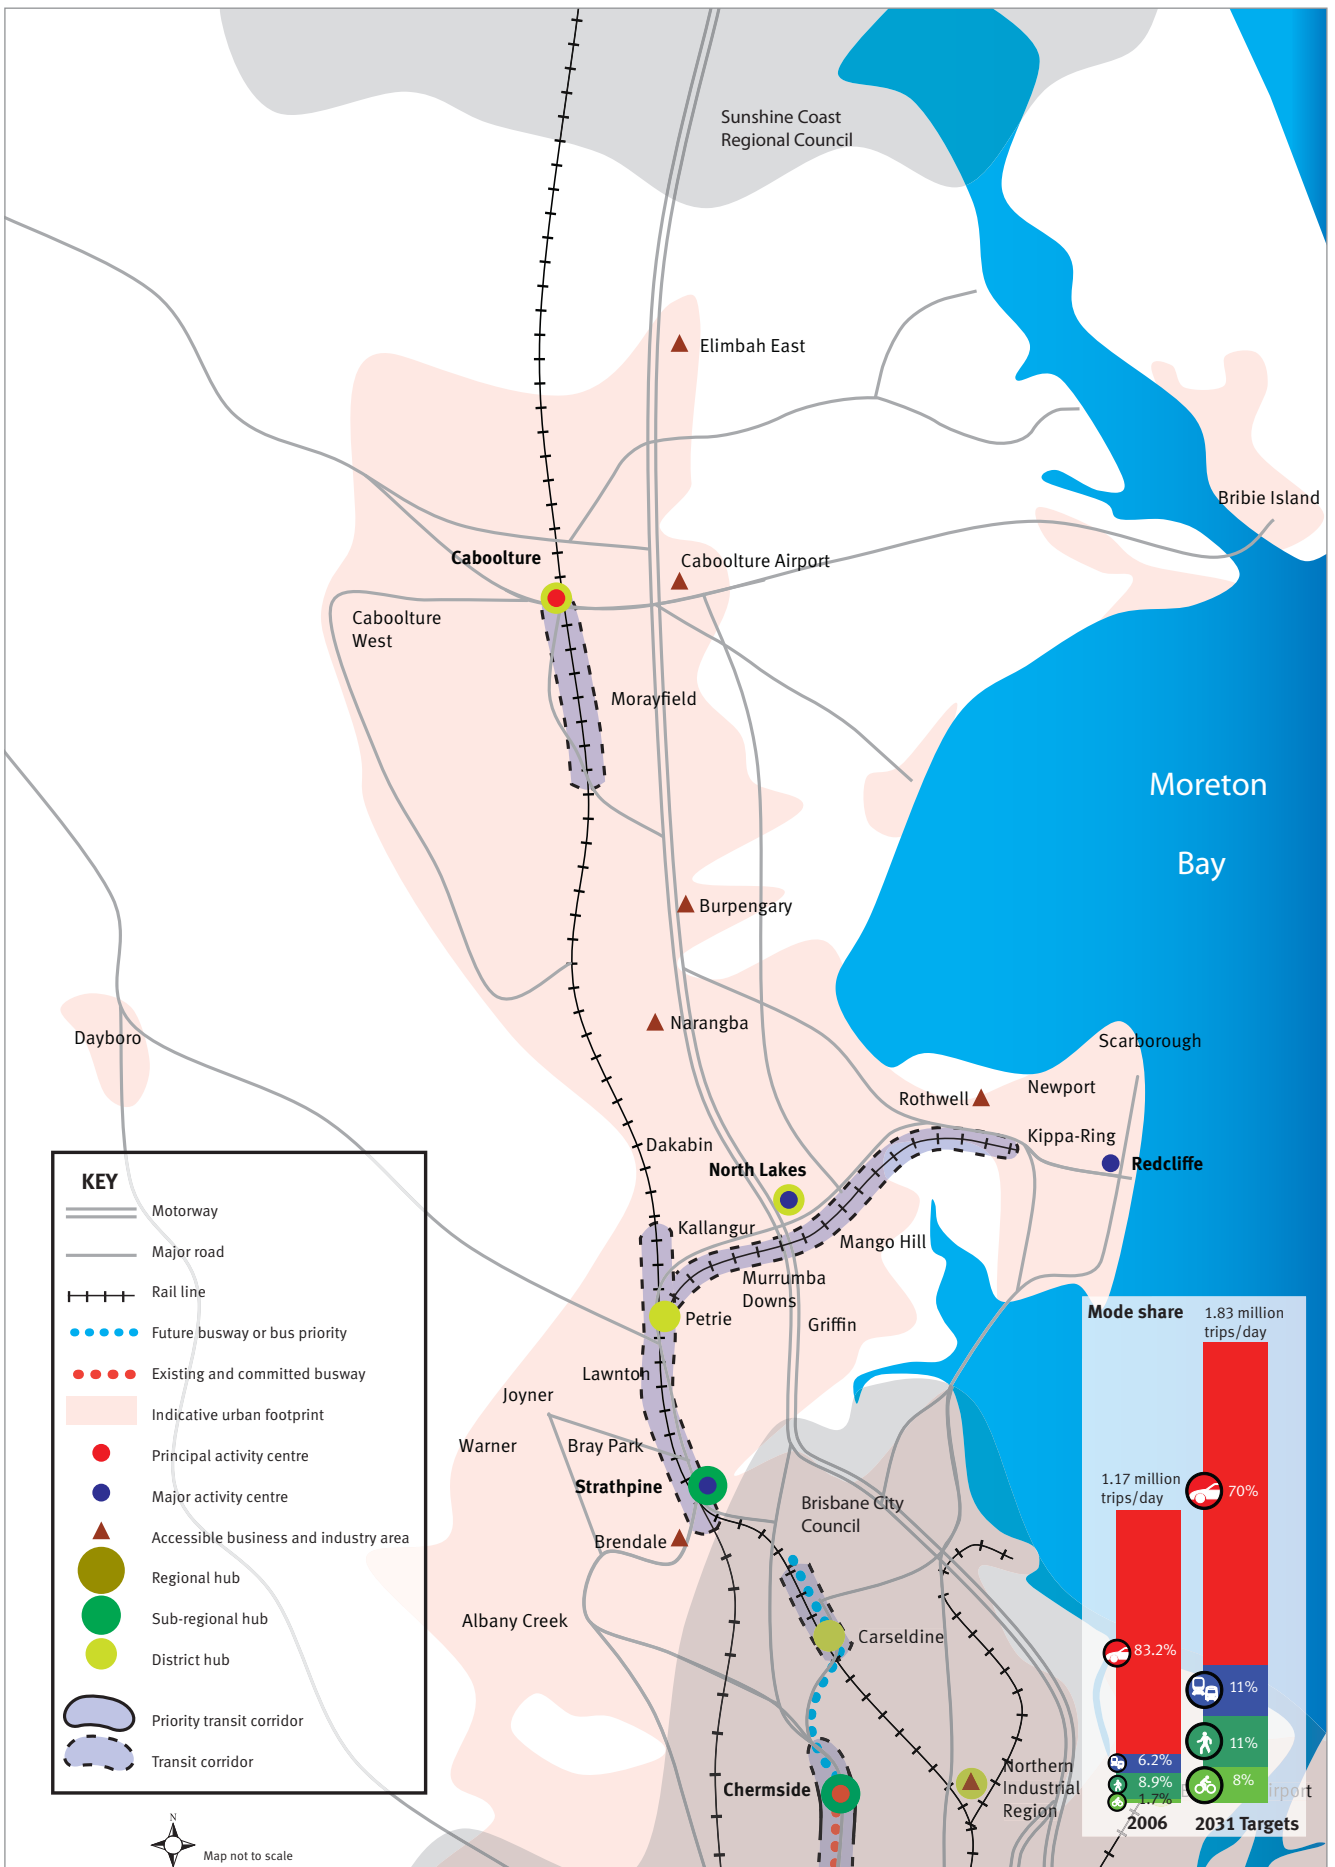 Sunshine Coast
Regional Council
Elimbah East
Bribie Island
Caboolture
Caboolture Airport
Caboolture
West
Morayfield
Moreton
Bay
Burpengary
Narangba
Dayboro
Scarborough
Newport
Rothwell
Kippa-Ring
Dakabin
North Lakes
Redcliffe
Kallangur
Mango Hill
Murrumba
Downs
Petrie
Griffin
Lawnton
Joyner
Warner
Bray Park
Strathpine
Brisbane City
Council
Brendale
Albany Creek
Carseldine
Chermside
Northern
Industrial
Region
KEY
Motorway
Major road
Rail line
Future busway or bus priority
Existing and committed busway
Indicative urban footprint
Principal activity centre
Major activity centre
Accessible business and industry area
Regional hub
Sub-regional hub
District hub
Priority transit corridor
Transit corridor
N
Map not to scale
Mode share
1.83 million
trips/day
1.17 million
trips/day
70%
83.2%
11%
11%
6.2%
8.9%
8%
1.7%
irport
2006
2031 Targets